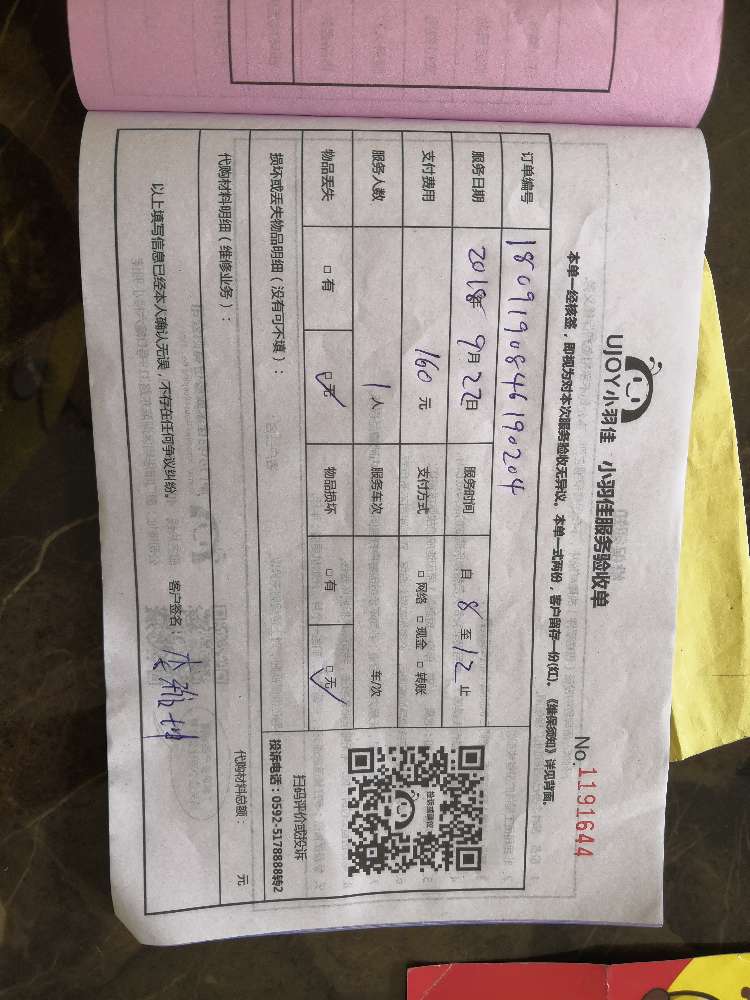 UJOY小羽佳 小羽佳服务验收单
No.1191644
本单一经核签，即视为对本次服务验收无异议。本单一式两份，客户留存一份(红)。《维保须知》详见背面。
订单编号 1809190846190204
服务日期 2018年 9月 22日 服务时间 自 8 至 12 止
支付费用 160 元 支付方式 □网络 □现金 □转账
服务人数 1 人 服务车次 车/次
物品丢失 □有 □无 物品损坏 □有 □无
投诉或建议
扫码评价或投诉
投诉电话：0592-5178888转2
损坏或丢失物品明细（没有可不填）：
代购材料明细（维修业务）： 代购材料总额： 元
以上填写信息已经本人确认无误，不存在任何争议纠纷。 客户签名：